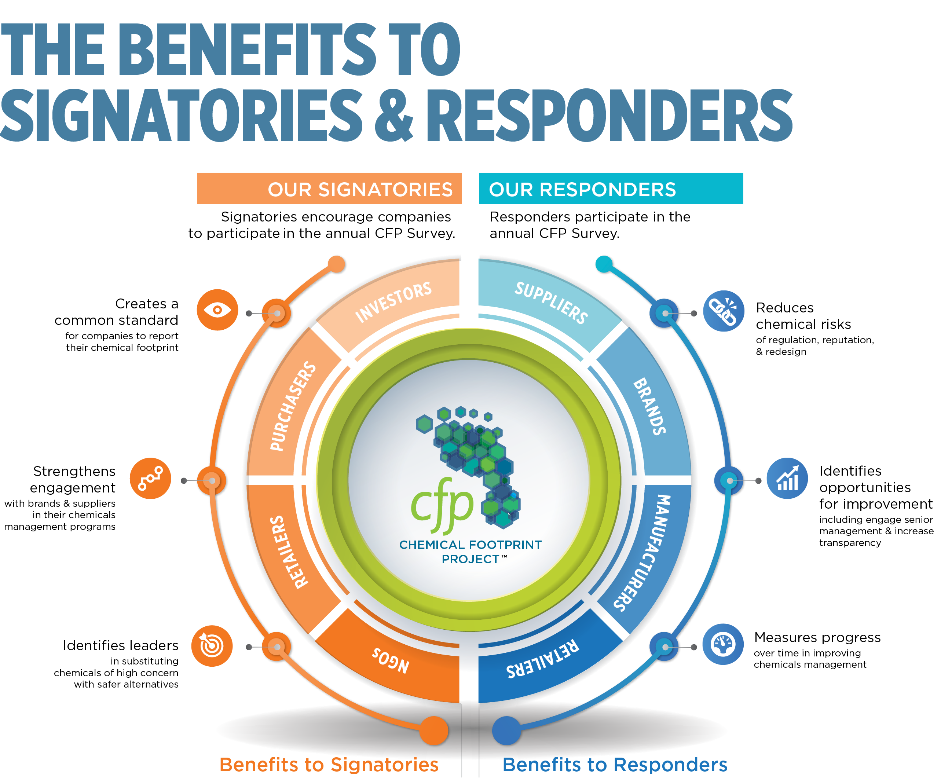 THE BENEFITS TO
SIGNATORIES & RESPONDERS
OUR SIGNATORIES
Signatories encourage companies
to participate in the annual CFP Survey.
OUR RESPONDERS
Responders participate in the
annual CFP Survey.
INVESTORS
PURCHASERS
RETAILERS
NGOs
SUPPLIERS
BRANDS
MANUFACTURERS
RETAILERS
cfp
CHEMICAL FOOTPRINT
PROJECT™
Creates a
common standard
for companies to report
their chemical footprint
Strengthens
engagement
with brands & suppliers
in their chemicals
management programs
Identifies leaders
in substituting
chemicals of high concern
with safer alternatives
Reduces
chemical risks
of regulation, reputation,
& redesign
Identifies
opportunities
for improvement
including engage senior
management & increase
transparency
Measures progress
over time in improving
chemicals management
Benefits to Signatories
Benefits to Responders